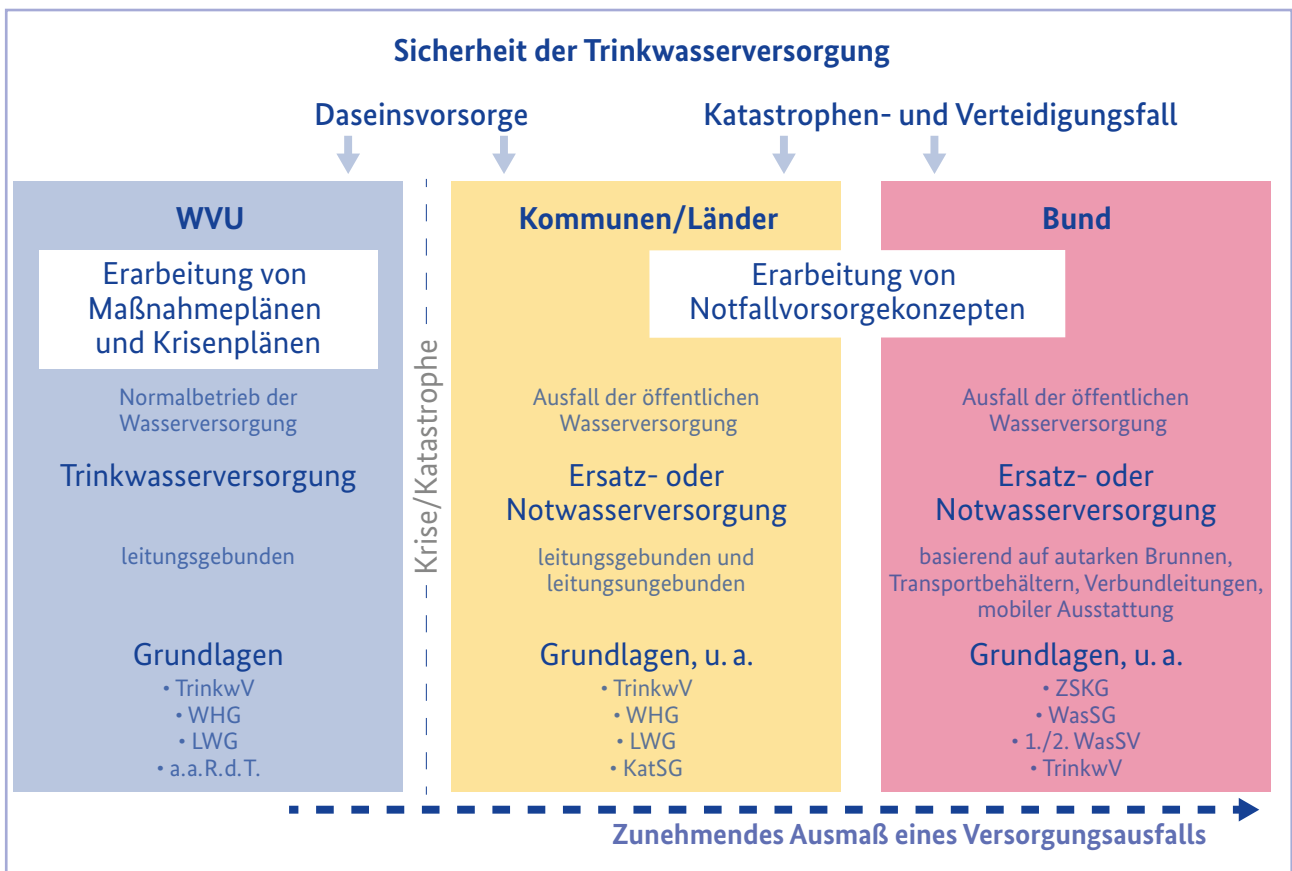 Sicherheit der Trinkwasserversorgung
Daseinsvorsorge
Katastrophen- und Verteidigungsfall
WVU
Erarbeitung von
Maßnahmeplänen
und Krisenplänen
Normalbetrieb der
Wasserversorgung
Trinkwasserversorgung
leitungsgebunden
Grundlagen
• TrinkwV
• WHG
• LWG
• a.a.R.d.T.
Krise/Katastrophe
Kommunen/Länder
Erarbeitung von
Notfallvorsorgekonzepten
Ausfall der öffentlichen
Wasserversorgung
Ersatz- oder
Notwasserversorgung
leitungsgebunden und
leitungsungebunden
Grundlagen, u. a.
• TrinkwV
• WHG
• LWG
• KatSG
Bund
Ausfall der öffentlichen
Wasserversorgung
Ersatz- oder
Notwasserversorgung
basierend auf autarken Brunnen,
Transportbehältern, Verbundleitungen,
mobiler Ausstattung
Grundlagen, u. a.
• ZSKG
• WasSG
• 1./2. WasSV
• TrinkwV
Zunehmendes Ausmaß eines Versorgungsausfalls